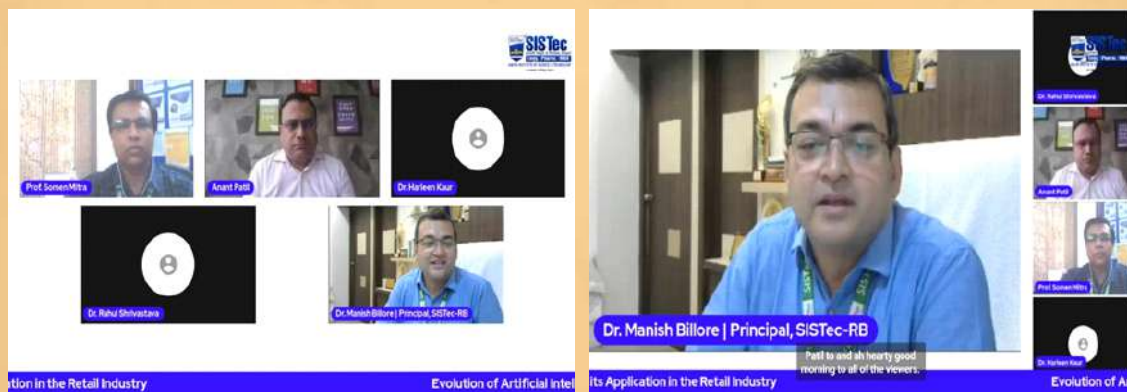 SISTec
Prof. Somen Mitra
Anant Patil
Dr. Harleen Kaur
Dr. Rahul Shrivastava
Dr. Manish Billore | Principal, SISTec-RB
ation in the Retail Industry
Evolution of Artificial Intel
SISTec
Dr. Rahul Shrivastava
Anant Patil
Prof. Somen Mitra
Dr. Harleen Kaur
Dr. Manish Billore | Principal, SISTec-RB
Patil to and ah hearty good
morning to all of the viewers.
its Application in the Retail Industry
Evolution of A